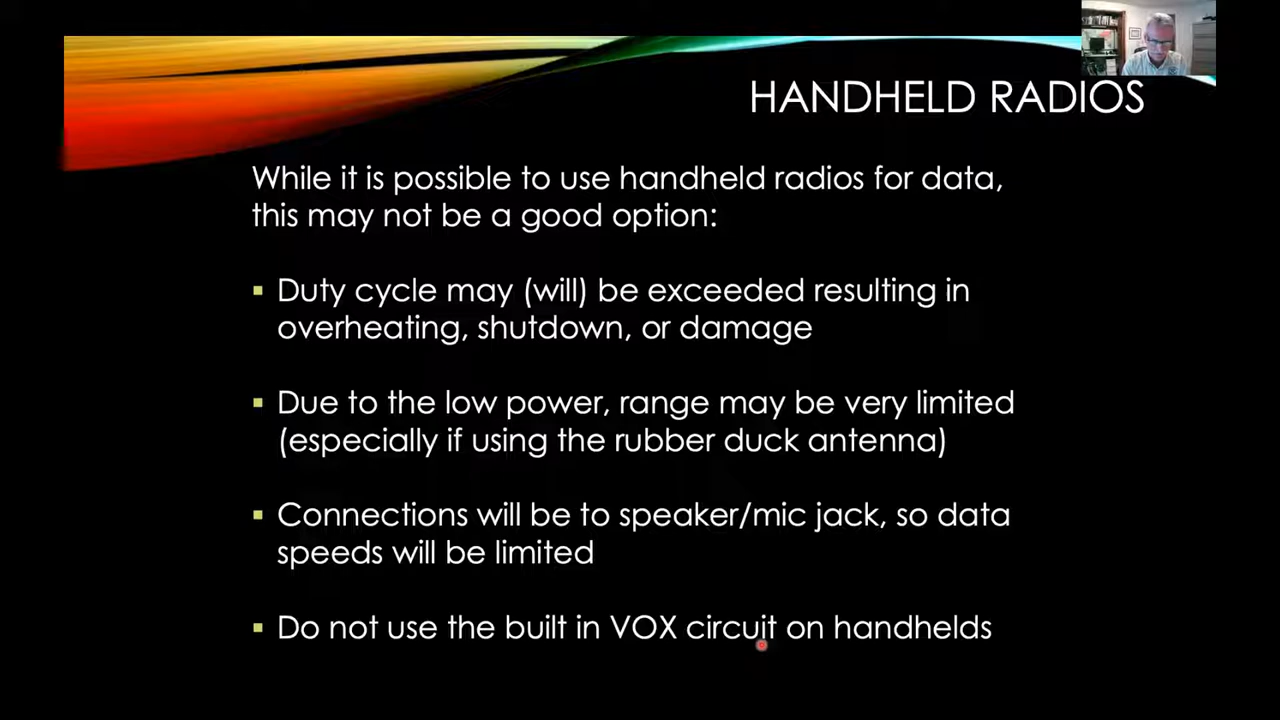 HANDHELD RADIOS
While it is possible to use handheld radios for data,
this may not be a good option:
▪ Duty cycle may (will) be exceeded resulting in
overheating, shutdown, or damage
▪ Due to the low power, range may be very limited
(especially if using the rubber duck antenna)
▪ Connections will be to speaker/mic jack, so data
speeds will be limited
▪ Do not use the built in VOX circuit on handhelds